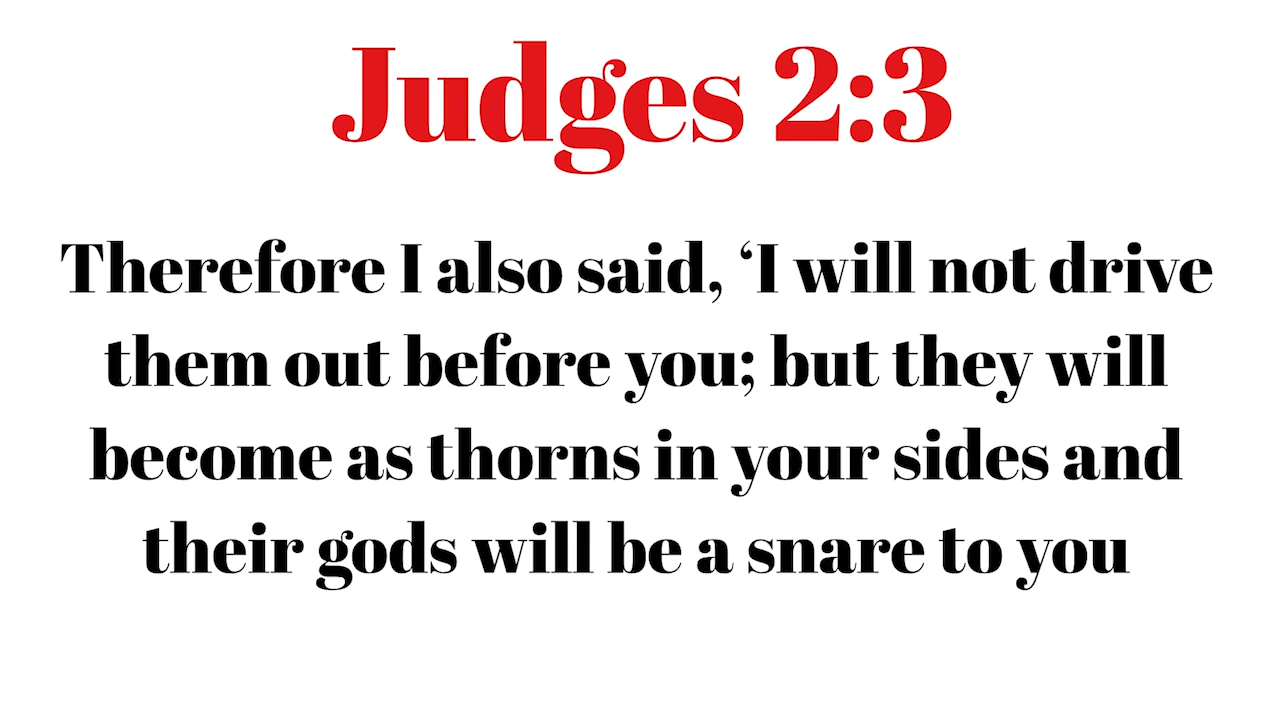 Judges 2:3
Therefore I also said, ‘I will not drive
them out before you; but they will
become as thorns in your sides and
their gods will be a snare to you